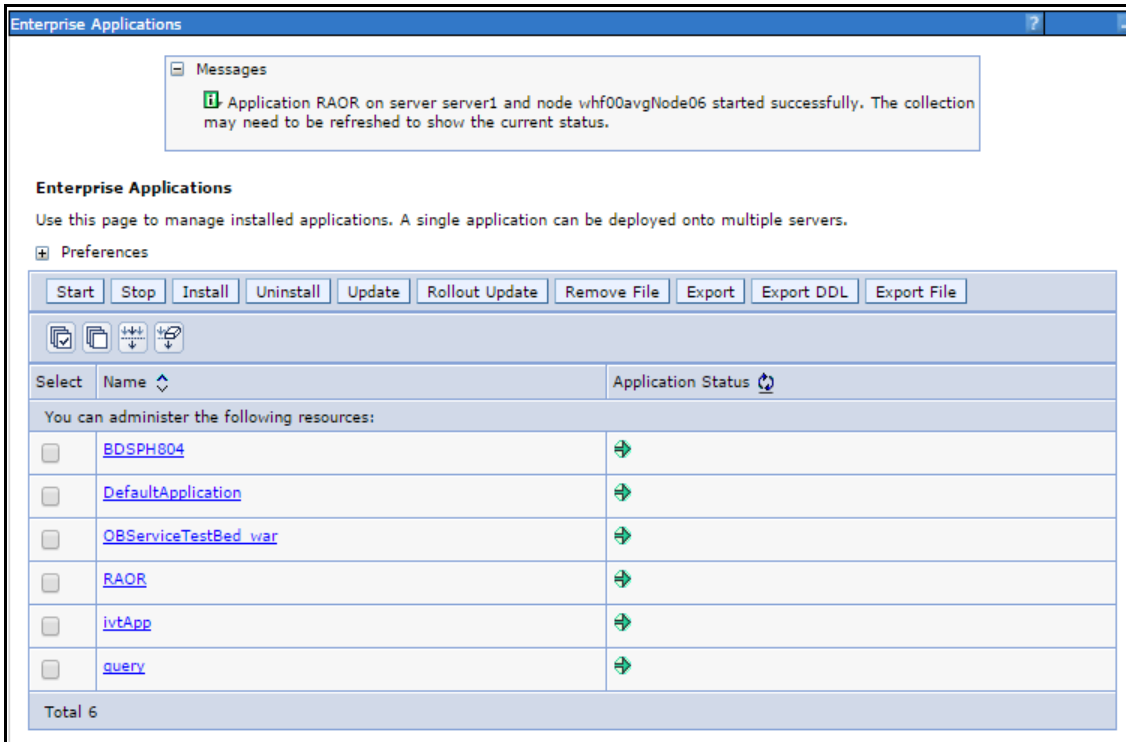 Enterprise Applications ?
Messages
Application RAOR on server server1 and node whf00avgNode06 started successfully. The collection
may need to be refreshed to show the current status.
Enterprise Applications
Use this page to manage installed applications. A single application can be deployed onto multiple servers.
Preferences
Start Stop Install Uninstall Update Rollout Update Remove File Export Export DDL Export File
Select Name Application Status
You can administer the following resources:
BDSPH804
DefaultApplication
OBServiceTestBed_war
RAOR
ivtApp
query
Total 6